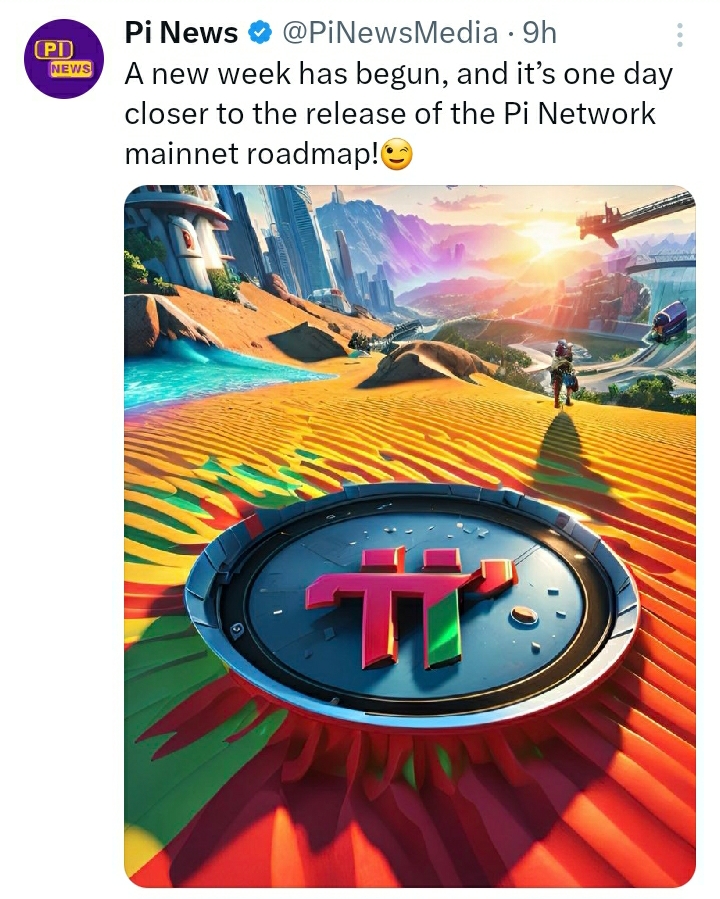 Pi News @PiNewsMedia · 9h
PI
NEWS
A new week has begun, and it’s one day
closer to the release of the Pi Network
mainnet roadmap!😉